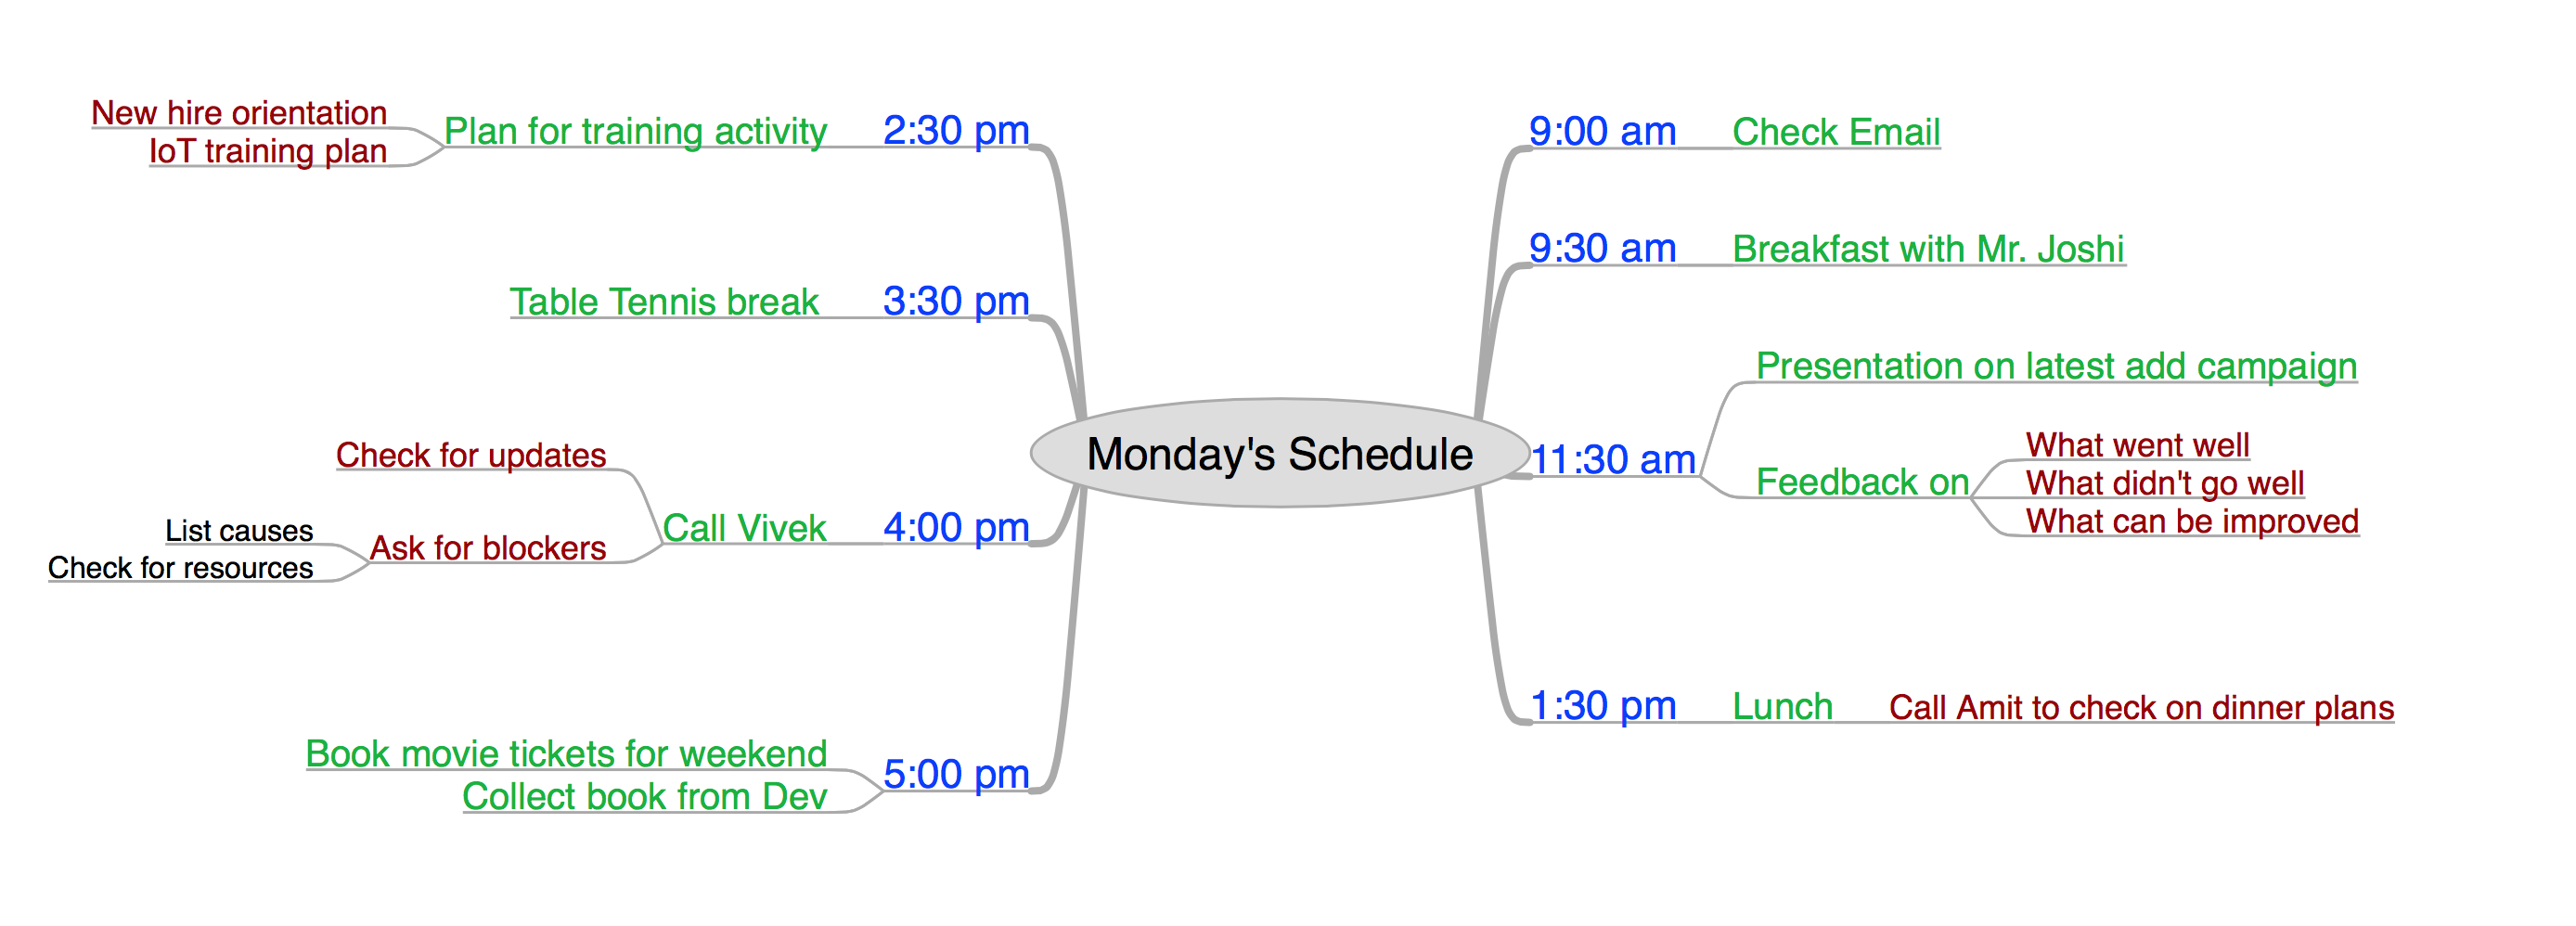 Monday's Schedule
9:00 am Check Email
9:30 am Breakfast with Mr. Joshi
11:30 am
Presentation on latest add campaign
Feedback on
What went well
What didn't go well
What can be improved
1:30 pm Lunch Call Amit to check on dinner plans
2:30 pm
Plan for training activity
New hire orientation
IoT training plan
3:30 pm
Table Tennis break
4:00 pm
Call Vivek
Check for updates
Ask for blockers
List causes
Check for resources
5:00 pm
Book movie tickets for weekend
Collect book from Dev